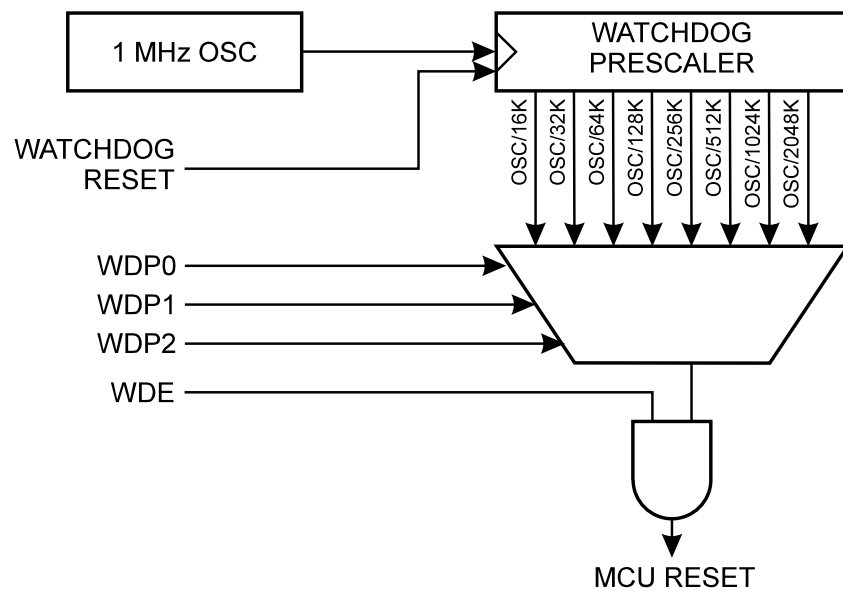 1 MHz OSC
WATCHDOG
PRESCALER
OSC/16K
OSC/32K
OSC/64K
OSC/128K
OSC/256K
OSC/512K
OSC/1024K
OSC/2048K
WATCHDOG
RESET
WDP0
WDP1
WDP2
WDE
MCU RESET